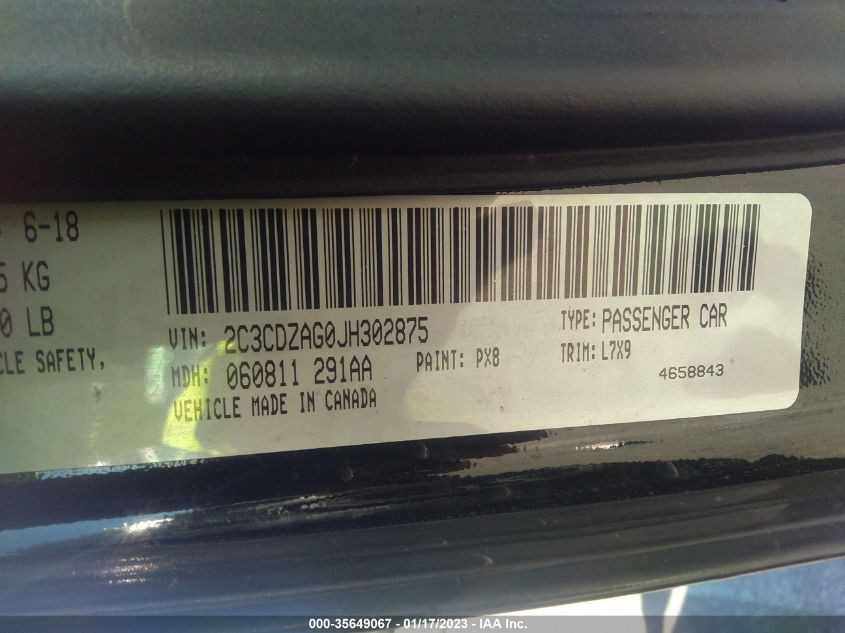 6-18
KG
LB
VIN: 2C3CDZAG0JH302875 TYPE: PASSENGER CAR
SAFETY,
MDH: 060811 291AA PAINT: PX8 TRIM: L7X9
4658843
VEHICLE MADE IN CANADA
000-35649067 - 01/17/2023 - IAA Inc.